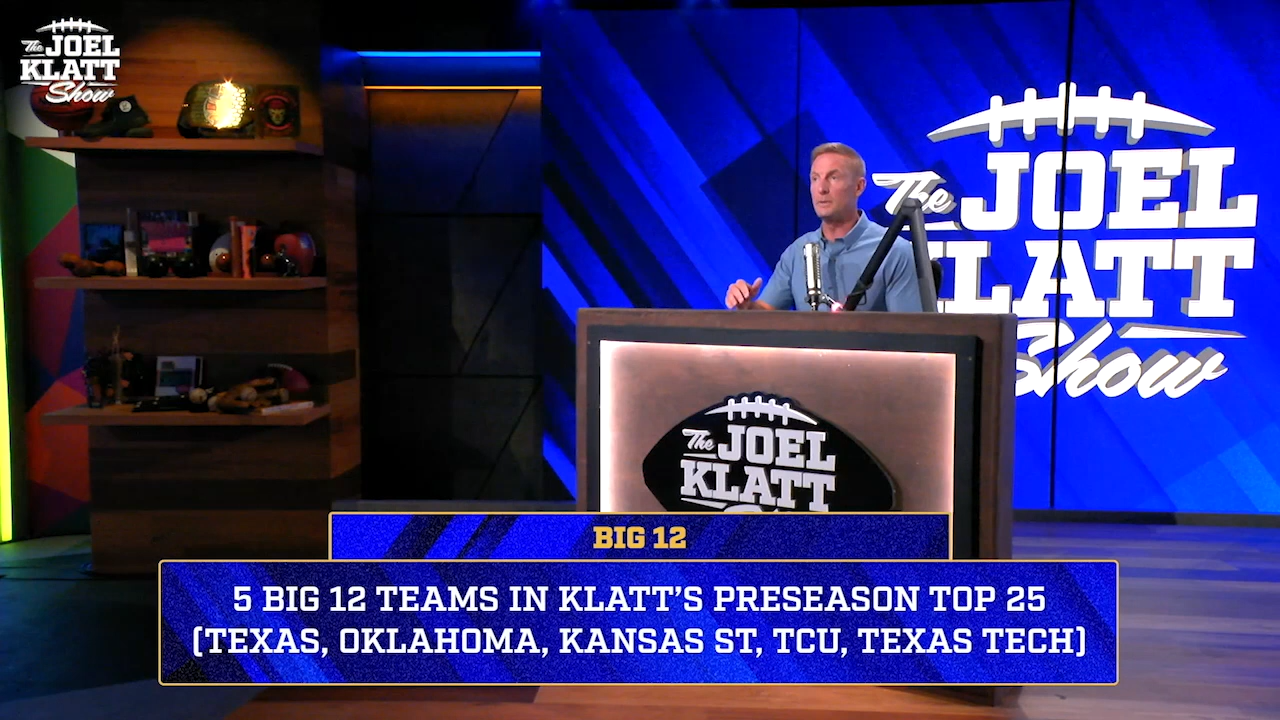 The JOEL
KLATT
Show
The JOEL
KLATT
Show
The JOEL
KLATT
BIG 12
5 BIG 12 TEAMS IN KLATT'S PRESEASON TOP 25
(TEXAS, OKLAHOMA, KANSAS ST, TCU, TEXAS TECH)